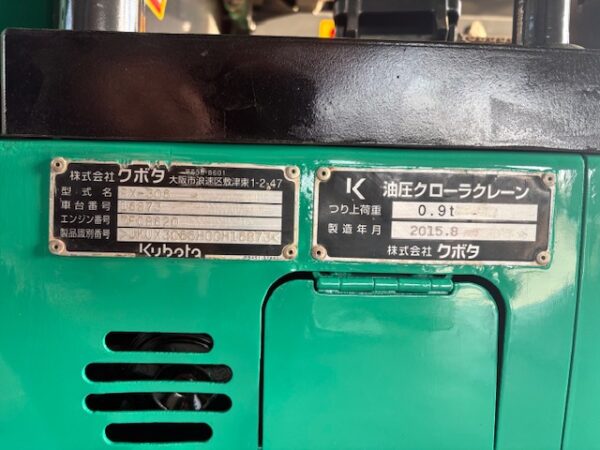 株式会社 クボタ
大阪市浪速区敷津東1-2-47
型式名
車台番号
エンジン番号
製品識別番号
Kubota
K 油圧クローラクレーン
つり上荷重 0.9t
製造年月 2015.8
株式会社 クボタ